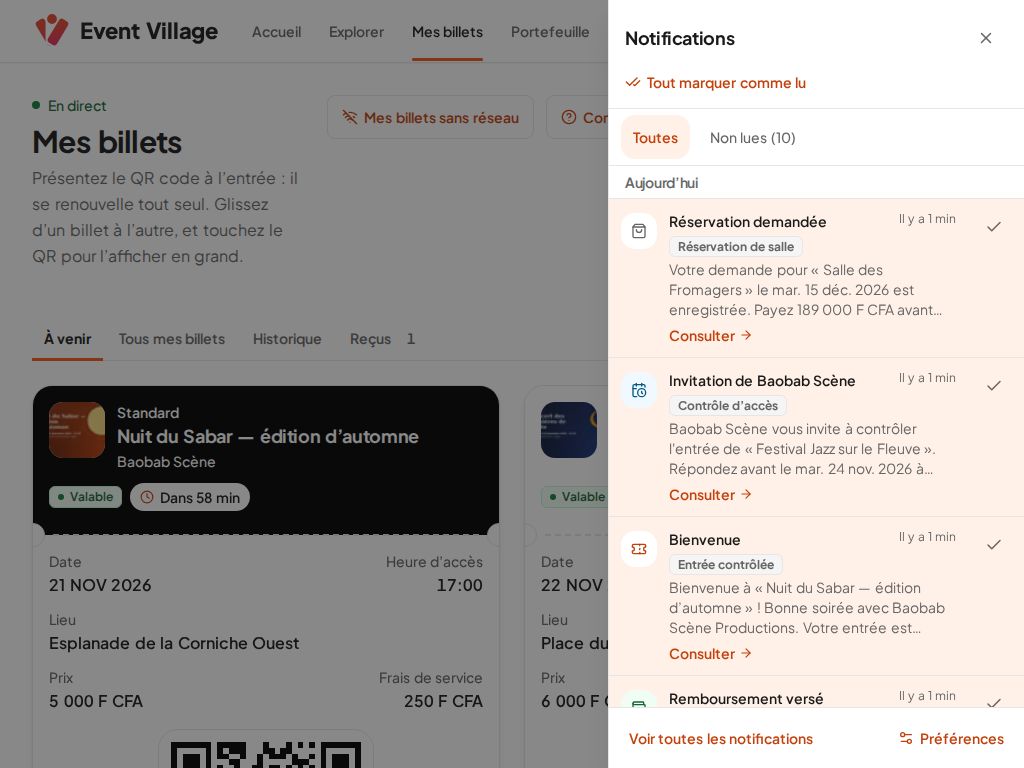 Event Village
Accueil
Explorer
Mes billets
Portefeuille
En direct
Mes billets
Présentez le QR code à l’entrée : il
se renouvelle tout seul. Glissez
d’un billet à l’autre, et touchez le
QR pour l’afficher en grand.
Mes billets sans réseau
À venir
Tous mes billets
Historique
Reçus 1
Standard
Nuit du Sabar — édition d’automne
Baobab Scène
Valable
Dans 58 min
Date
Heure d’accès
21 NOV 2026
17:00
Lieu
Esplanade de la Corniche Ouest
Prix
Frais de service
5 000 F CFA
250 F CFA
Valable
Date
22 NOV
Lieu
Place du
Prix
6 000 F
Notifications
Tout marquer comme lu
Toutes
Non lues (10)
Aujourd’hui
Réservation demandée
Il y a 1 min
Réservation de salle
Votre demande pour « Salle des
Fromagers » le mar. 15 déc. 2026 est
enregistrée. Payez 189 000 F CFA avant…
Consulter
Invitation de Baobab Scène
Il y a 1 min
Contrôle d’accès
Baobab Scène vous invite à contrôler
l’entrée de « Festival Jazz sur le Fleuve ».
Répondez avant le mar. 24 nov. 2026 à…
Consulter
Bienvenue
Il y a 1 min
Entrée contrôlée
Bienvenue à « Nuit du Sabar — édition
d’automne » ! Bonne soirée avec Baobab
Scène Productions. Votre entrée est…
Consulter
Remboursement versé
Il y a 1 min
Voir toutes les notifications
Préférences